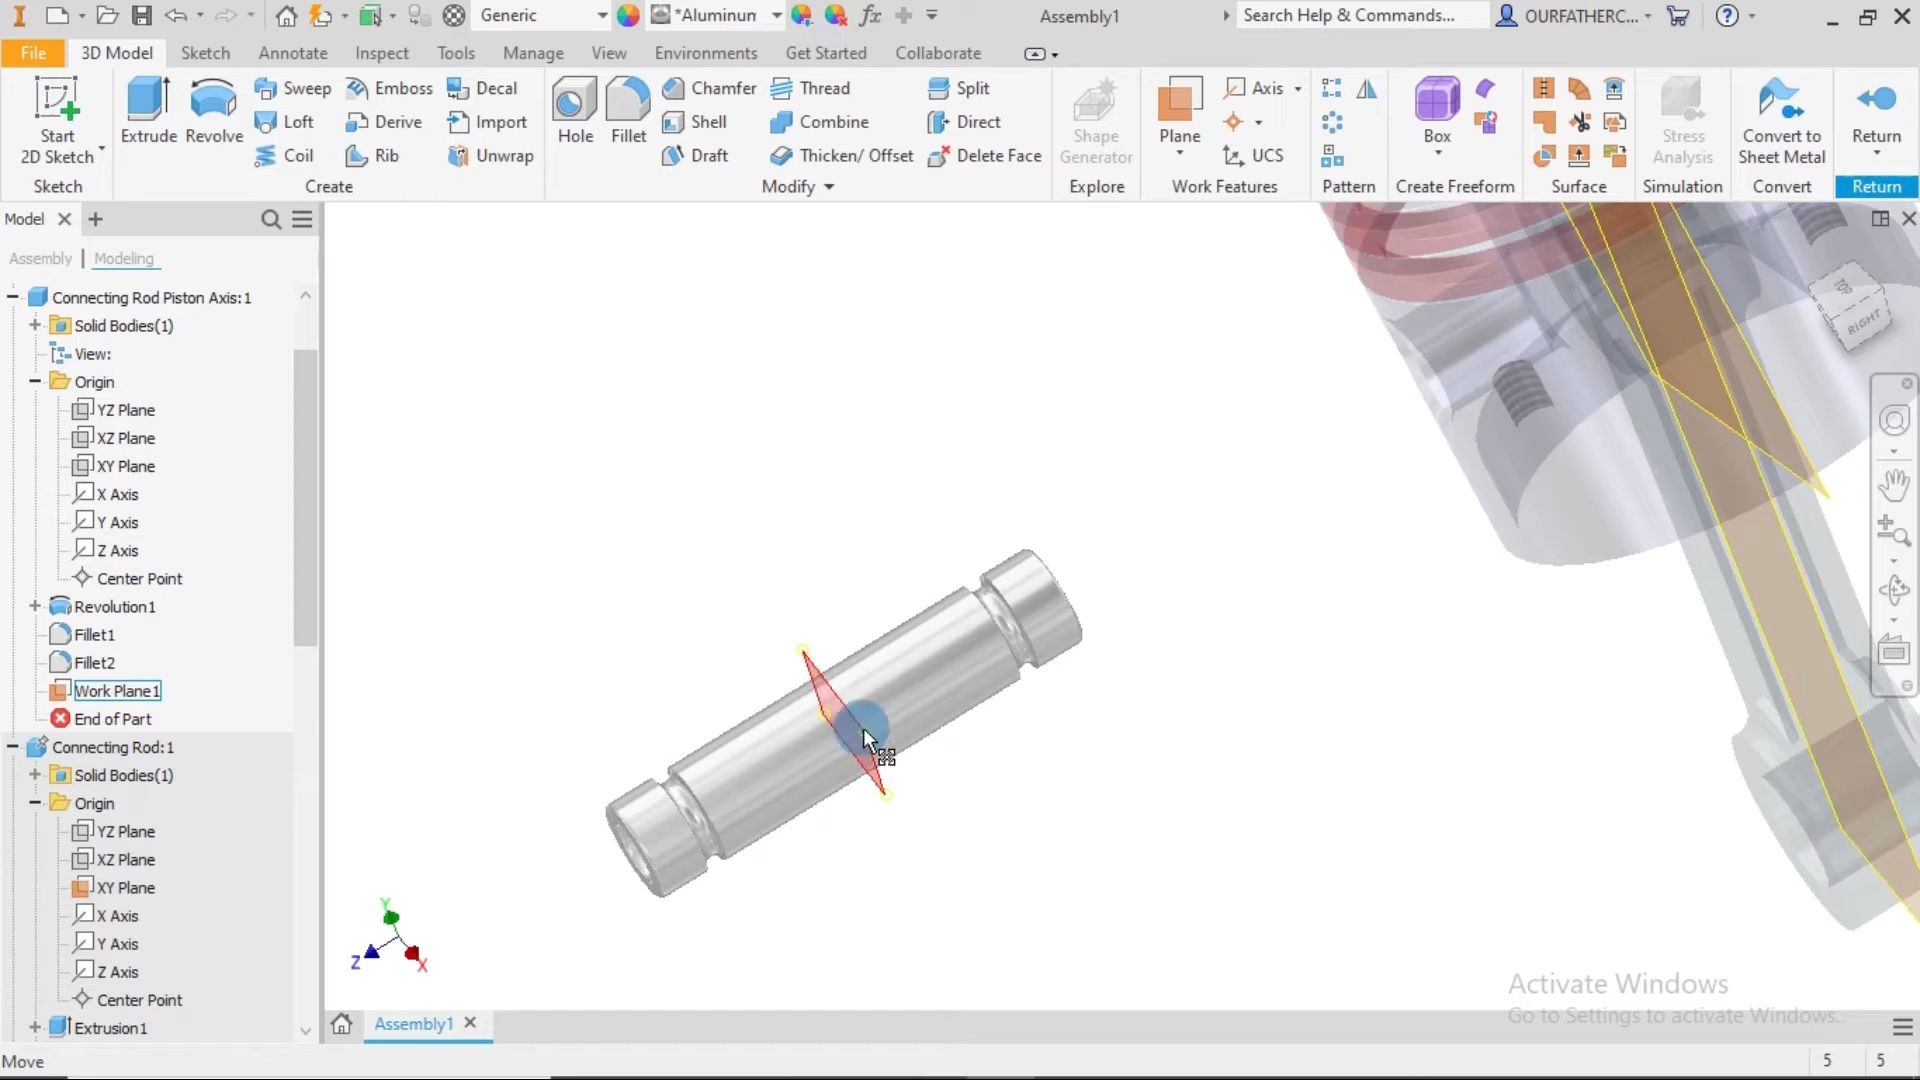 Generic
*Aluminun
fx
Assembly1
Search Help & Commands...
OURFATHERC...
File
3D Model
Sketch
Annotate
Inspect
Tools
Manage
View
Environments
Get Started
Collaborate
Start
2D Sketch
Sketch
Extrude
Revolve
Sweep
Loft
Coil
Emboss
Derive
Rib
Decal
Import
Unwrap
Create
Hole
Fillet
Chamfer
Shell
Draft
Thread
Combine
Thicken/ Offset
Split
Direct
Delete Face
Modify
Shape
Generator
Explore
Plane
Axis
UCS
Work Features
Pattern
Box
Create Freeform
Surface
Stress
Analysis
Simulation
Convert to
Sheet Metal
Convert
Return
Return
Model
Assembly
Modeling
Connecting Rod Piston Axis:1
Solid Bodies(1)
View:
Origin
YZ Plane
XZ Plane
XY Plane
X Axis
Y Axis
Z Axis
Center Point
Revolution1
Fillet1
Fillet2
Work Plane1
End of Part
Connecting Rod:1
Solid Bodies(1)
Origin
YZ Plane
XZ Plane
XY Plane
X Axis
Y Axis
Z Axis
Center Point
Extrusion1
TOP
RIGHT
Y
Z
X
Activate Windows
Go to Settings to activate Windows.
Assembly1
Move
5
5